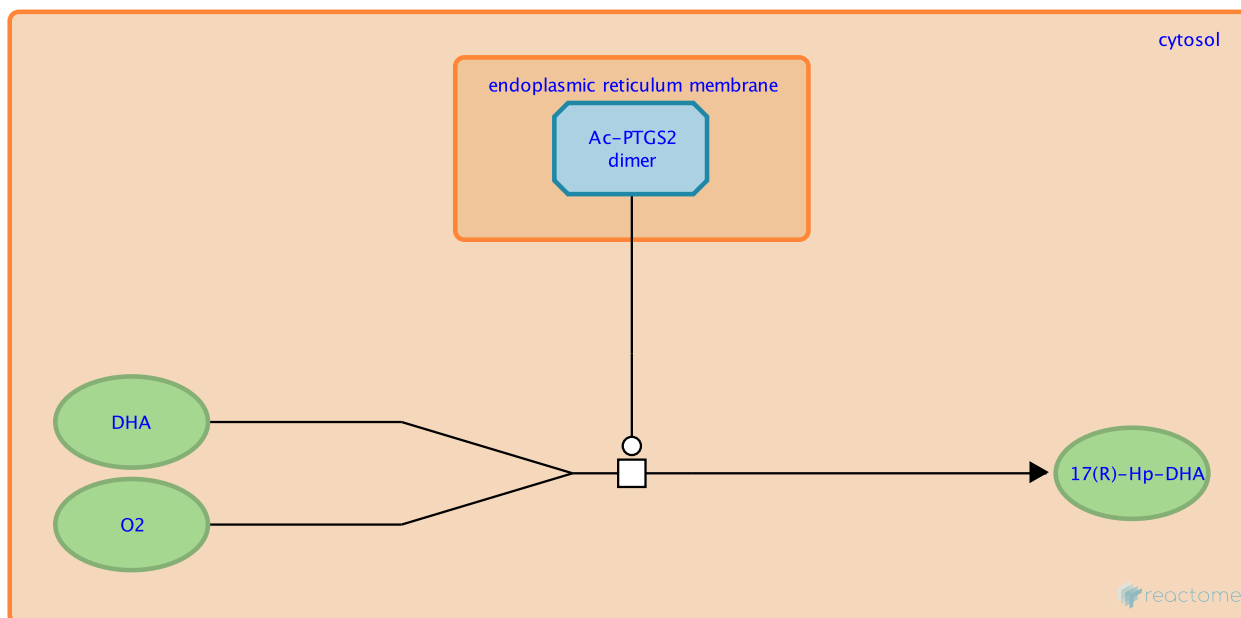 cytosol
endoplasmic reticulum membrane
Ac-PTGS2
dimer
DHA
17(R)-Hp-DHA
O2
reactome